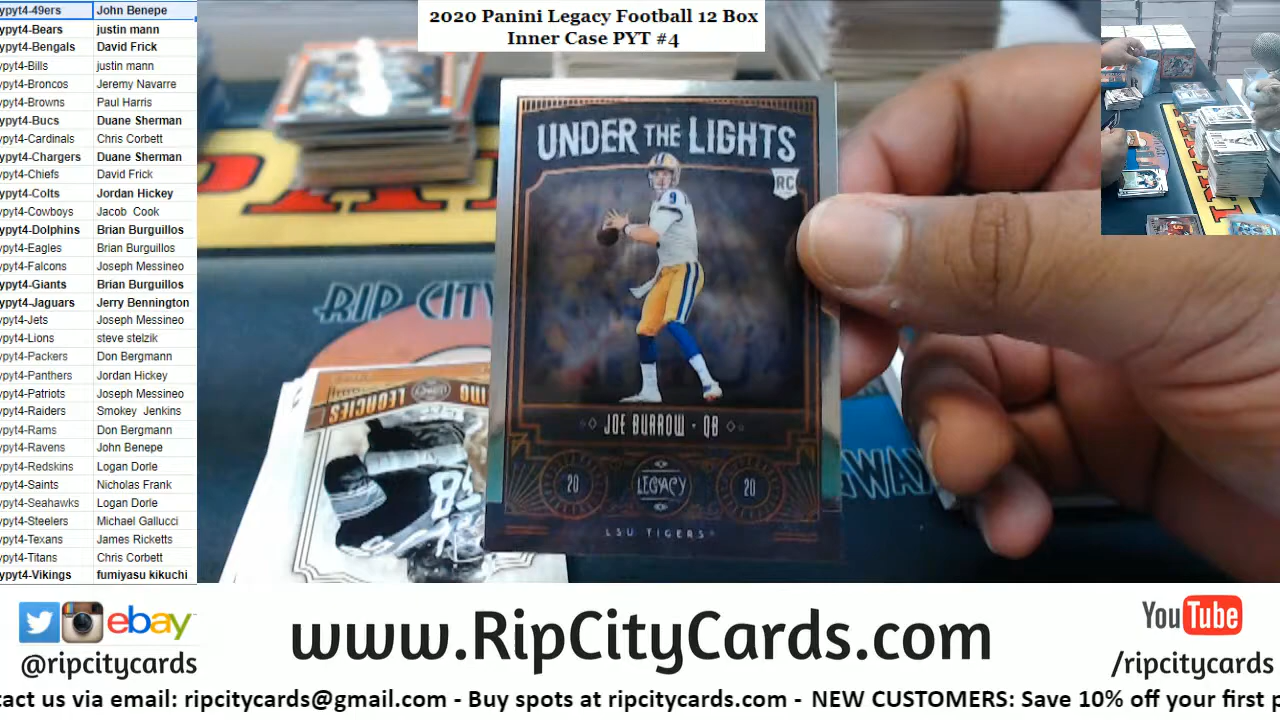 ypyt4-49ers John Benepe
ypyt4-Bears justin mann
ypyt4-Bengals David Frick
ypyt4-Bills justin mann
ypyt4-Broncos Jeremy Navarre
ypyt4-Browns Paul Harris
ypyt4-Bucs Duane Sherman
ypyt4-Cardinals Chris Corbett
ypyt4-Chargers Duane Sherman
ypyt4-Chiefs David Frick
ypyt4-Colts Jordan Hickey
ypyt4-Cowboys Jacob Cook
ypyt4-Dolphins Brian Burguillos
ypyt4-Eagles Brian Burguillos
ypyt4-Falcons Joseph Messineo
ypyt4-Giants Brian Burguillos
ypyt4-Jaguars Jerry Bennington
ypyt4-Jets Joseph Messineo
ypyt4-Lions steve stelzik
ypyt4-Packers Don Bergmann
ypyt4-Panthers Jordan Hickey
ypyt4-Patriots Joseph Messineo
ypyt4-Raiders Smokey Jenkins
ypyt4-Rams Don Bergmann
ypyt4-Ravens John Benepe
ypyt4-Redskins Logan Dorle
ypyt4-Saints Nicholas Frank
ypyt4-Seahawks Logan Dorle
ypyt4-Steelers Michael Gallucci
ypyt4-Texans James Ricketts
ypyt4-Titans Chris Corbett
ypyt4-Vikings fumiyasu kikuchi
2020 Panini Legacy Football 12 Box
Inner Case PYT #4
UNDER THE LIGHTS
RC
9
JOE BURROW · QB
20 LEGACY 20
LSU TIGERS
RIP CITY
LEGACIES
ebay
@ripcitycards
www.RipCityCards.com
YouTube
/ripcitycards
tact us via email: ripcitycards@gmail.com - Buy spots at ripcitycards.com - NEW CUSTOMERS: Save 10% off your first p